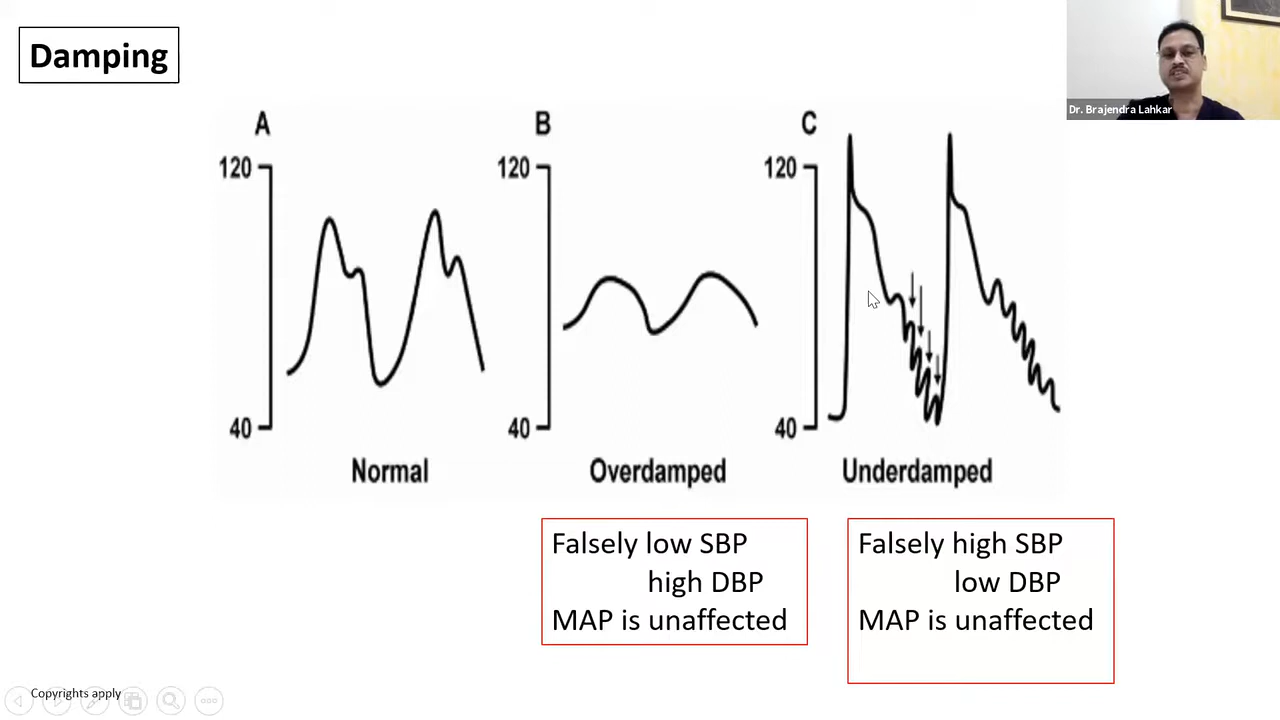 Damping
Dr. Brajendra Lahkar
A
B
C
120
120
120
40
40
40
Normal
Overdamped
Underdamped
Falsely low SBP
high DBP
MAP is unaffected
Falsely high SBP
low DBP
MAP is unaffected
Copyrights apply